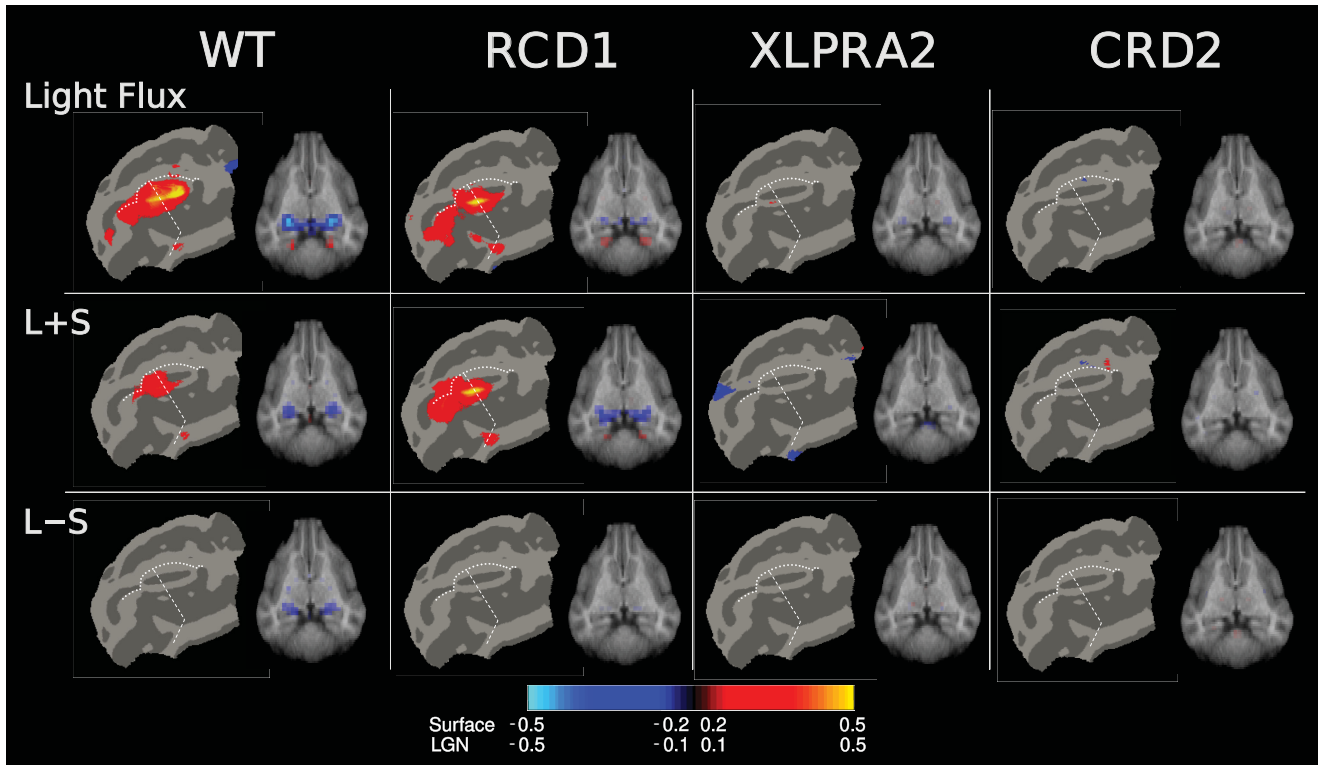 WT RCD1 XLPRA2 CRD2
Light Flux
L+S
L−S
Surface -0.5 -0.2 0.2 0.5
LGN -0.5 -0.1 0.1 0.5